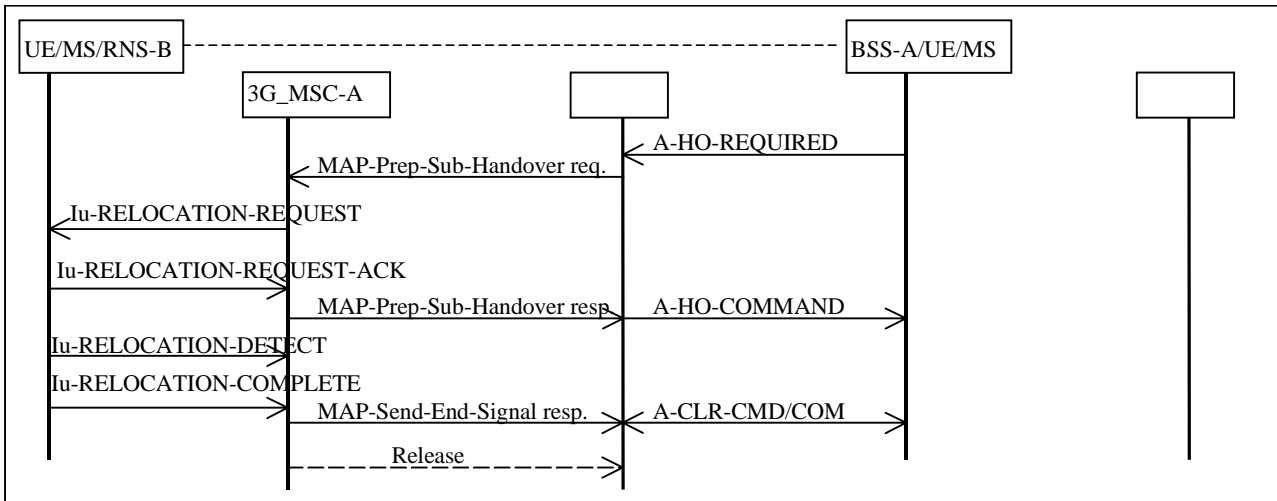 UE/MS/RNS-B
BSS-A/UE/MS
3G_MSC-A
A-HO-REQUIRED
MAP-Prep-Sub-Handover req.
Iu-RELOCATION-REQUEST
Iu-RELOCATION-REQUEST-ACK
MAP-Prep-Sub-Handover resp
A-HO-COMMAND
Iu-RELOCATION-DETECT
Iu-RELOCATION-COMPLETE
MAP-Send-End-Signal resp.
A-CLR-CMD/COM
Release